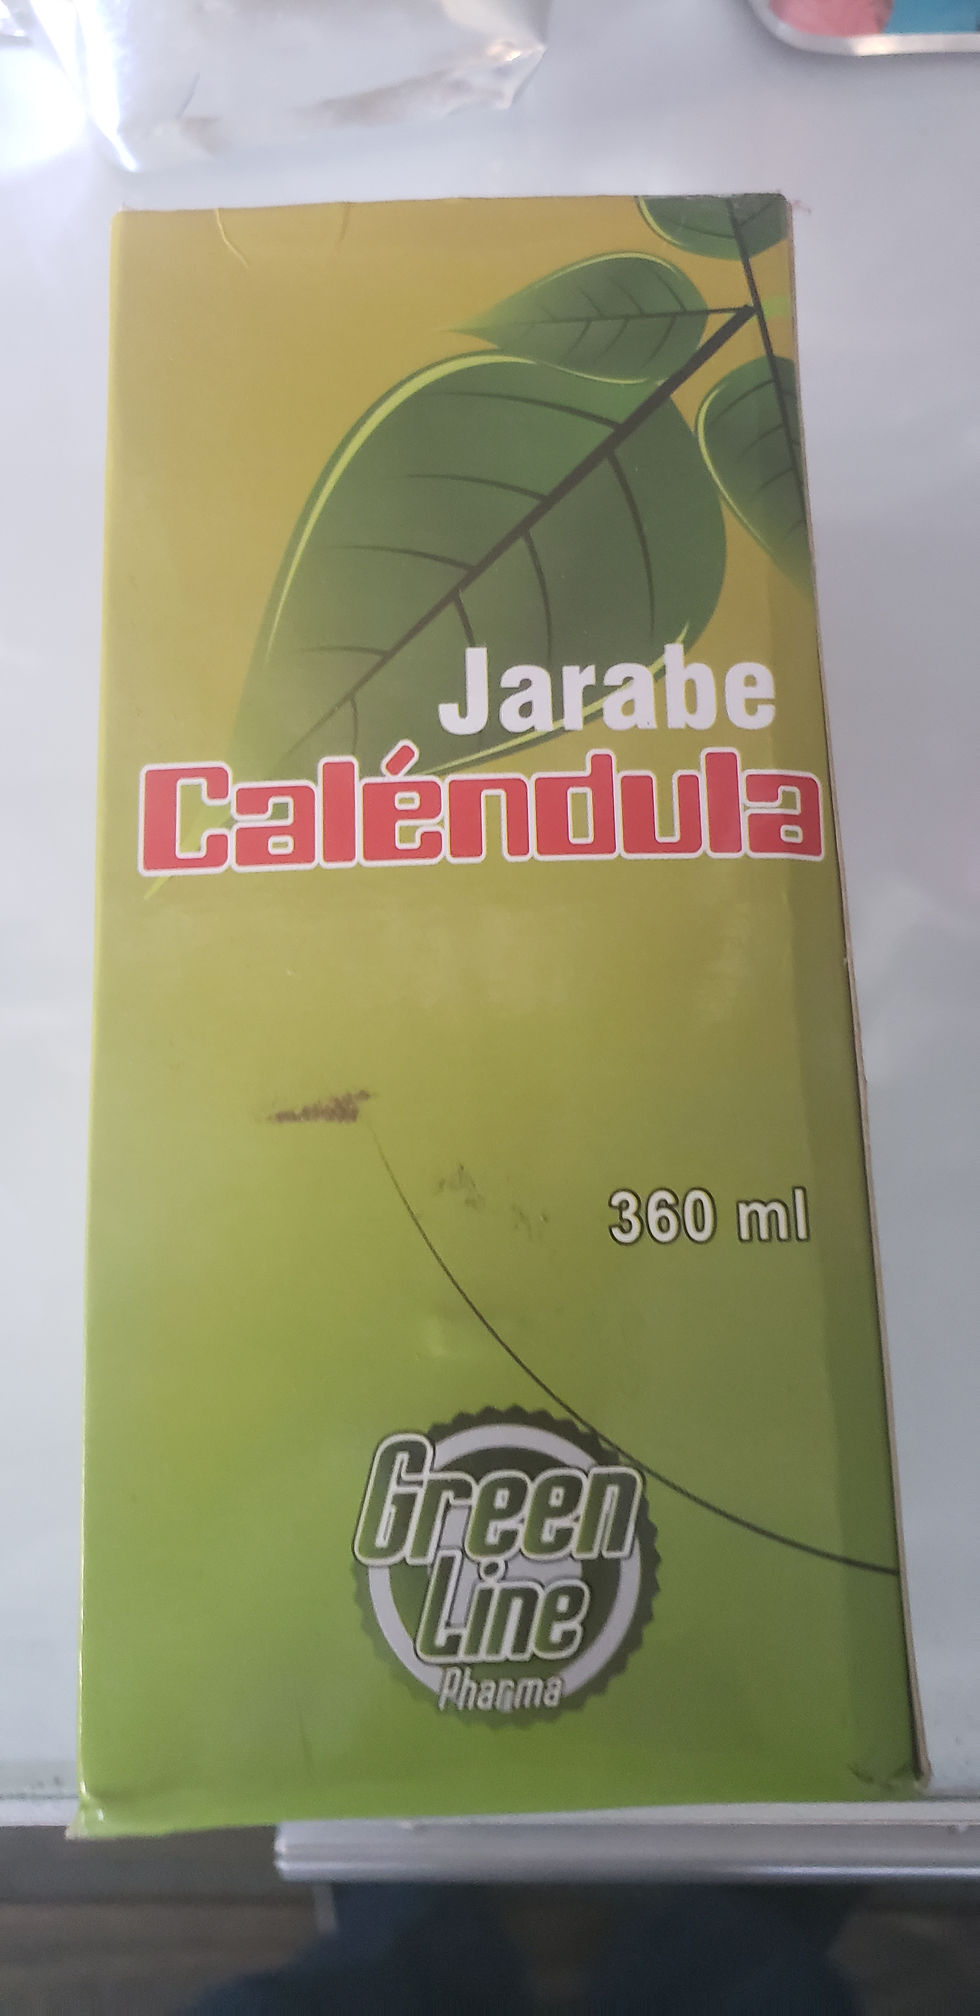 Jarabe
Caléndula
360 ml
Green
Line
Pharma